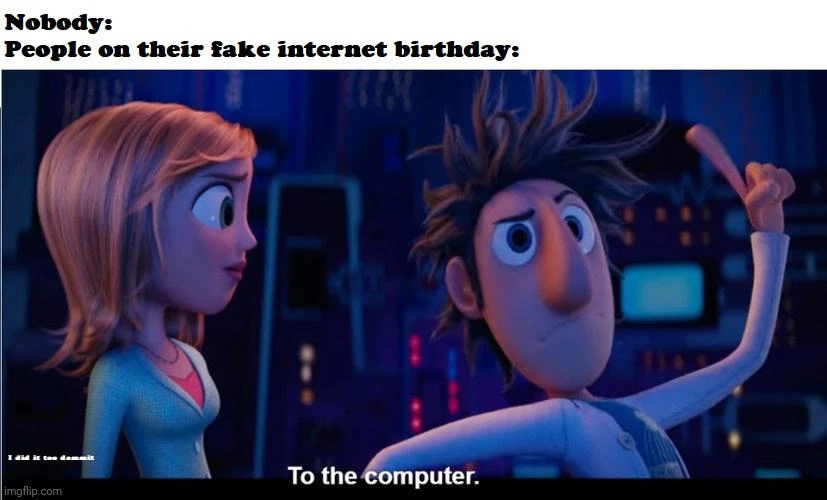 Nobody:
People on their fake internet birthday:
I did it too dammit
To the computer.
imgflip.com